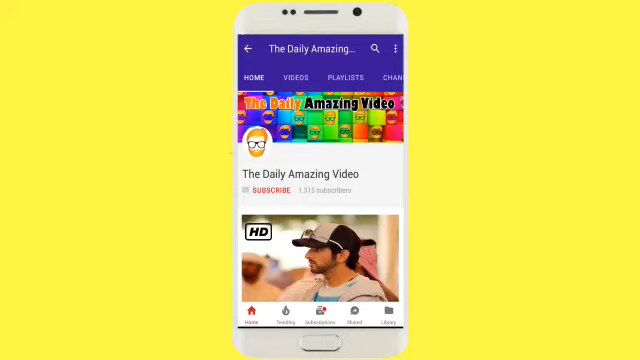 The Daily Amazing...
HOME VIDEOS PLAYLISTS CHAN
The Daily Amazing Video
The Daily Amazing Video
SUBSCRIBE 1,315 subscribers
HD
Home Trending Subscriptions Shared Library